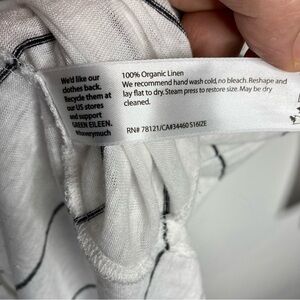 We'd like our
clothes back.
Recycle them at
our US stores
and support
GREEN EILEEN.
100% Organic Linen
We recommend hand wash cold, no bleach. Reshape and
lay flat to dry. Steam press to restore size. May be dry
cleaned.
RN# 78121/CA#34460 S16IZE